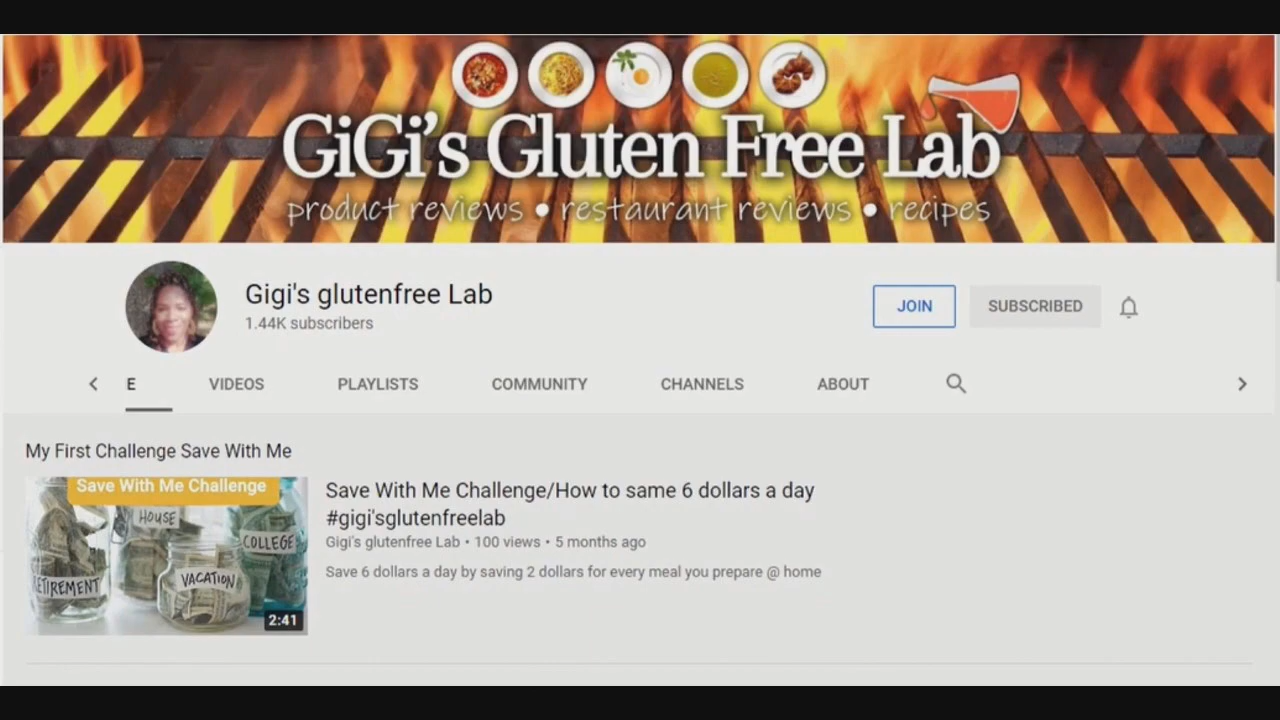 GiGi's Gluten Free Lab
product reviews • restaurant reviews • recipes
Gigi's glutenfree Lab
1.44K subscribers
JOIN
SUBSCRIBED
E
VIDEOS
PLAYLISTS
COMMUNITY
CHANNELS
ABOUT
My First Challenge Save With Me
Save With Me Challenge
HOUSE
COLLEGE
RETIREMENT
VACATION
2:41
Save With Me Challenge/How to same 6 dollars a day
#gigi'sglutenfreelab
Gigi's glutenfree Lab • 100 views • 5 months ago
Save 6 dollars a day by saving 2 dollars for every meal you prepare @ home